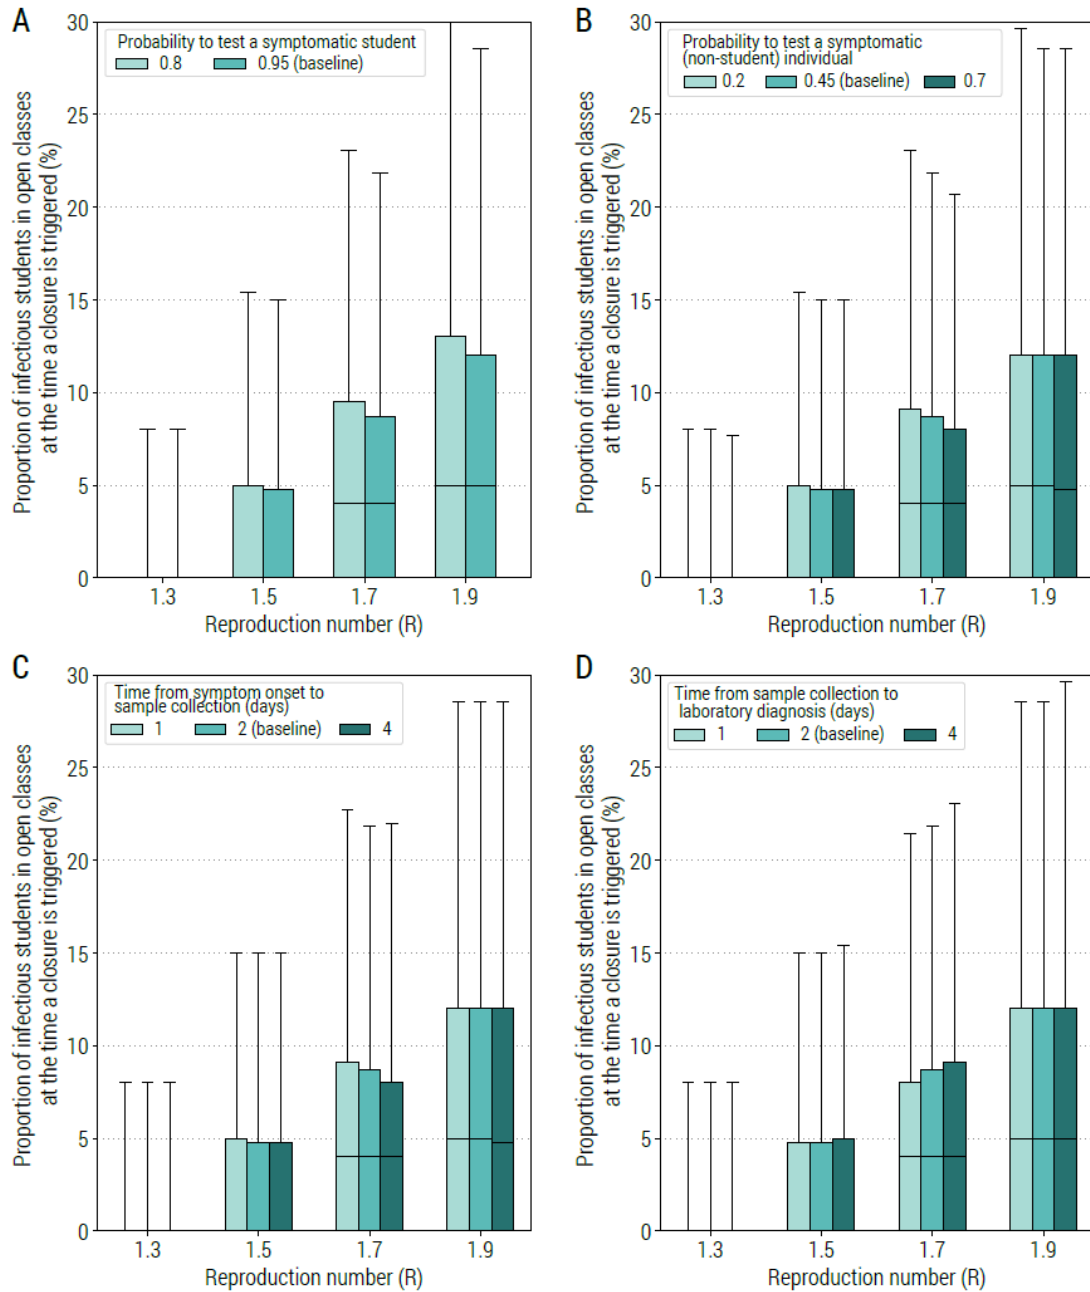 A
Proportion of infectious students in open classes
at the time a closure is triggered (%)
30
25
20
15
10
5
0
Probability to test a symptomatic student
0.8 0.95 (baseline)
1.3 1.5 1.7 1.9
Reproduction number (R)
B
Proportion of infectious students in open classes
at the time a closure is triggered (%)
30
25
20
15
10
5
0
Probability to test a symptomatic
(non-student) individual
0.2 0.45 (baseline) 0.7
1.3 1.5 1.7 1.9
Reproduction number (R)
C
Proportion of infectious students in open classes
at the time a closure is triggered (%)
30
25
20
15
10
5
0
Time from symptom onset to
sample collection (days)
1 2 (baseline) 4
1.3 1.5 1.7 1.9
Reproduction number (R)
D
Proportion of infectious students in open classes
at the time a closure is triggered (%)
30
25
20
15
10
5
0
Time from sample collection to
laboratory diagnosis (days)
1 2 (baseline) 4
1.3 1.5 1.7 1.9
Reproduction number (R)